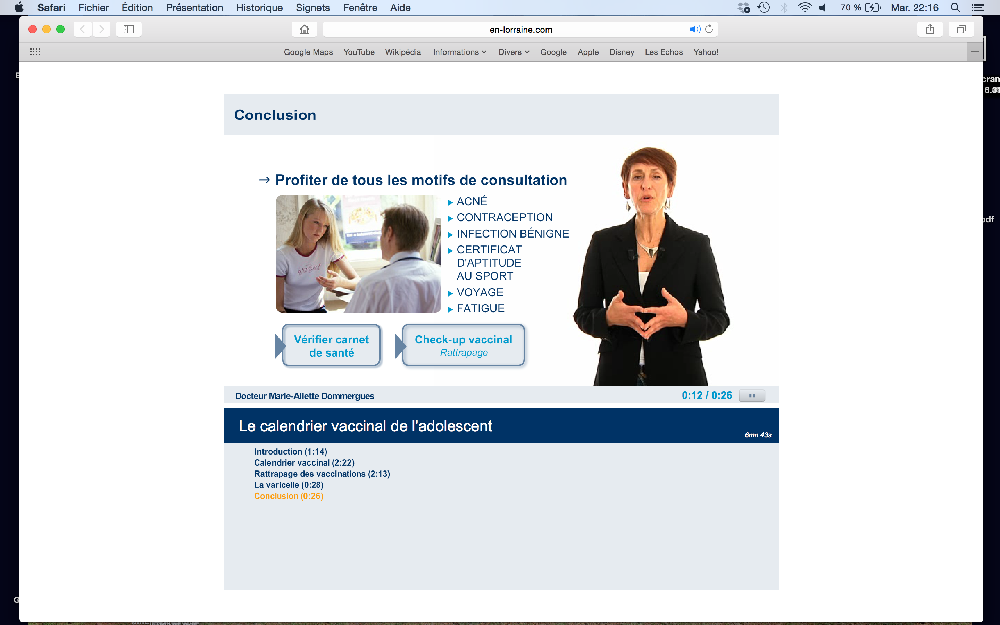 Safari Fichier Édition Présentation Historique Signets Fenêtre Aide 70 % Mar. 22:16
en-lorraine.com
Google Maps YouTube Wikipédia Informations Divers Google Apple Disney Les Echos Yahoo!
Conclusion
→ Profiter de tous les motifs de consultation
ACNÉ
CONTRACEPTION
INFECTION BÉNIGNE
CERTIFICAT
D'APTITUDE
AU SPORT
VOYAGE
FATIGUE
Vérifier carnet
de santé
Check-up vaccinal
Rattrapage
Docteur Marie-Aliette Dommergues
0:12 / 0:26
Le calendrier vaccinal de l'adolescent
6mn 43s
Introduction (1:14)
Calendrier vaccinal (2:22)
Rattrapage des vaccinations (2:13)
La varicelle (0:28)
Conclusion (0:26)